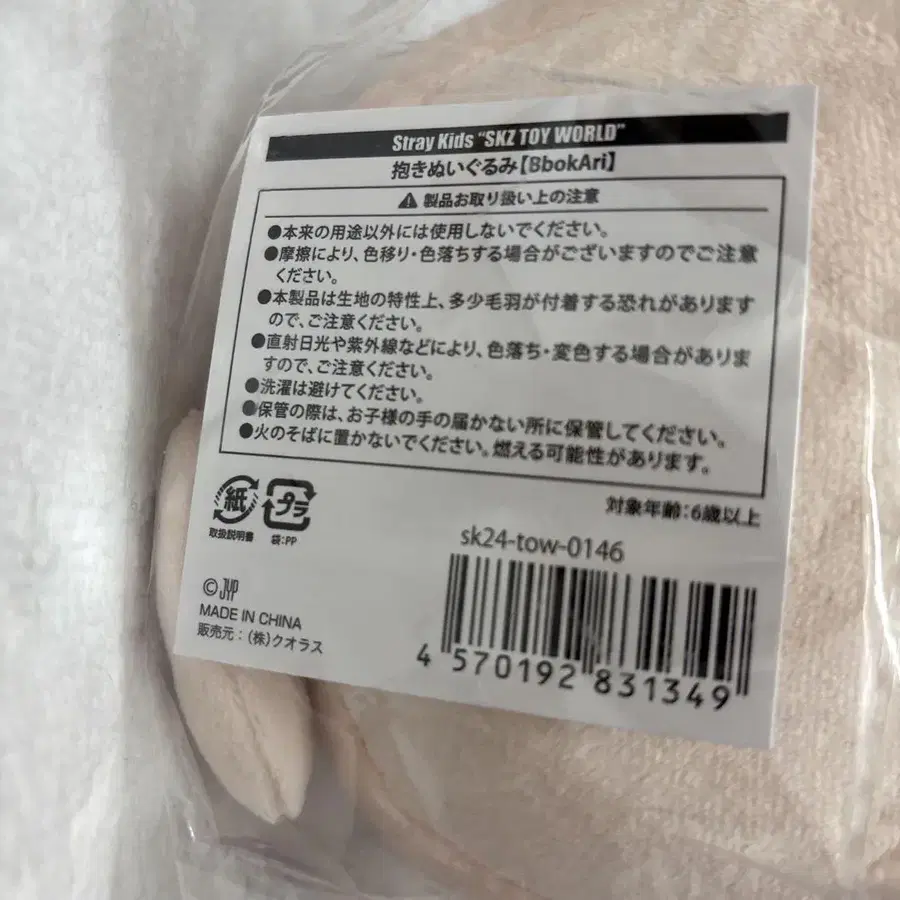 Stray Kids "SKZ TOY WORLD"
抱きぬいぐるみ【BbokAri】
製品お取り扱い上の注意
●本来の用途以外には使用しないでください。
●摩擦により、色移り・色落ちする場合がございますのでご注意
ください。
●本製品は生地の特性上、多少毛羽が付着する恐れがあります
ので、ご注意ください。
●直射日光や紫外線などにより、色落ち・変色する場合がありま
すので、ご注意ください。
●洗濯は避けてください。
●保管の際は、お子様の手の届かない所に保管してください。
●火のそばに置かないでください。燃える可能性があります。
対象年齢:6歳以上
紙
プラ
取扱説明書
袋:PP
sk24-tow-0146
© JYP
MADE IN CHINA
販売元:(株)クオラス
4 570192 831349